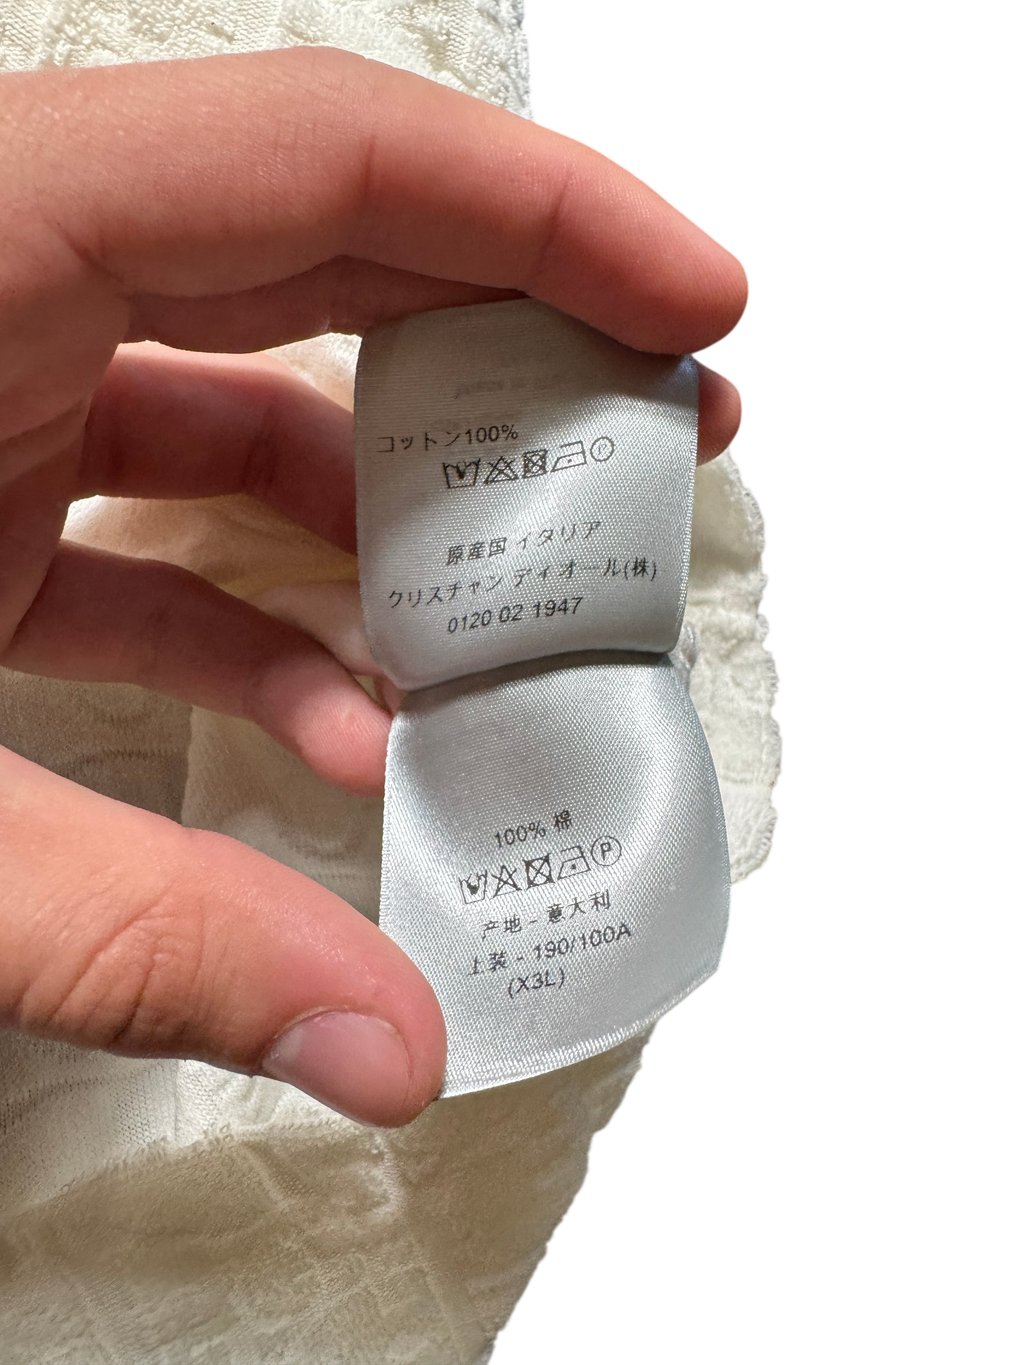 コットン100%
原産国 イタリア
クリスチャン ディオール(株)
0120 02 1947
100% 棉
产地 - 意大利
上装 - 190/100A
(X3L)